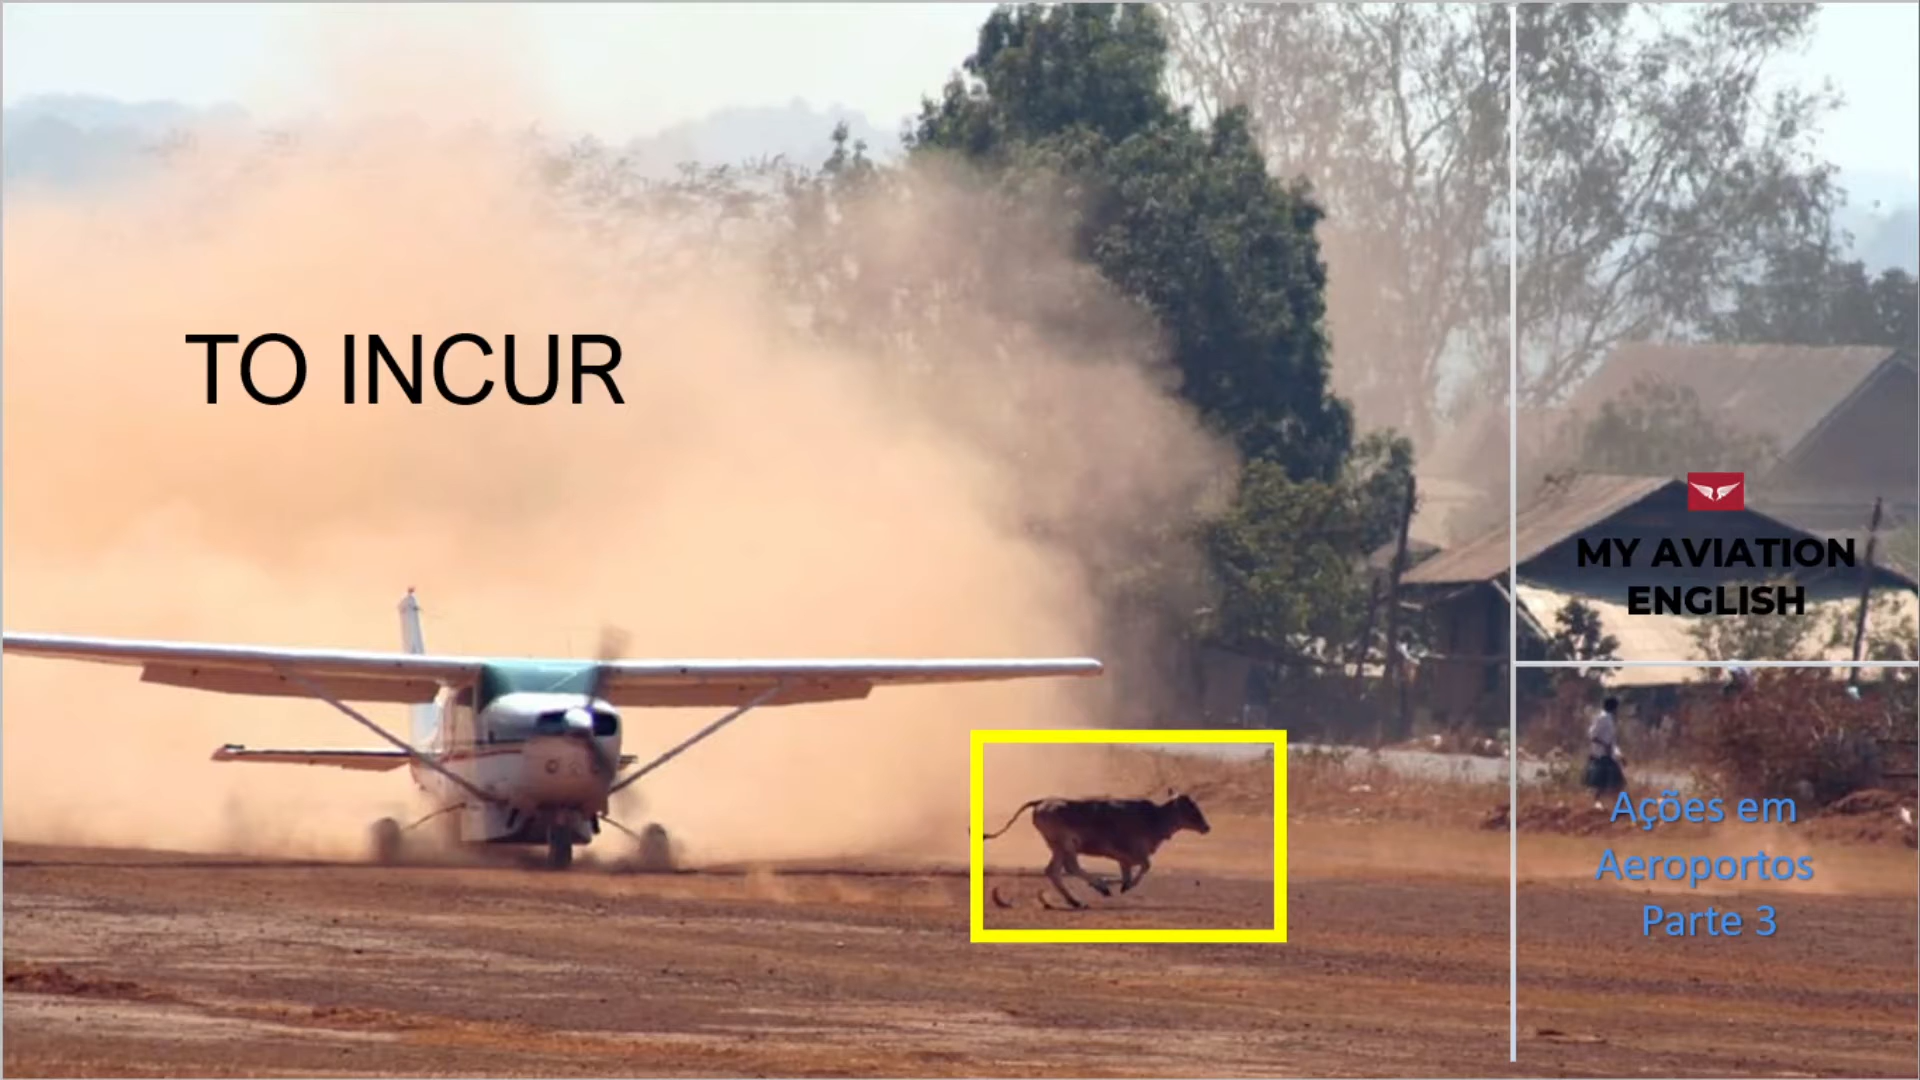 TO INCUR
MY AVIATION
ENGLISH
Ações em
Aeroportos
Parte 3